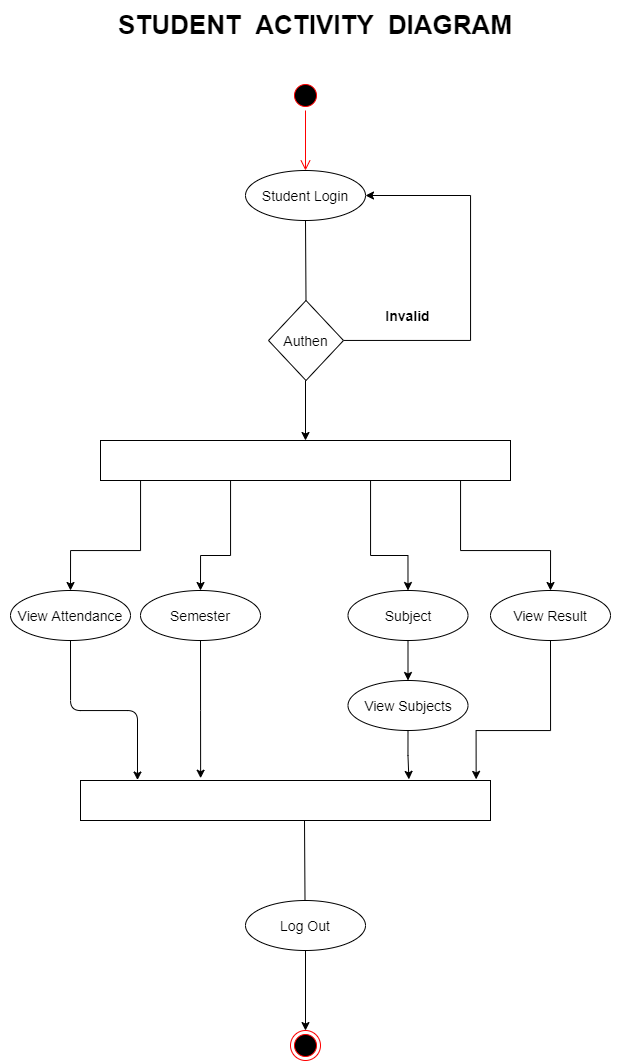 STUDENT ACTIVITY DIAGRAM
Student Login
Invalid
Authen
View Attendance
Semester
Subject
View Result
View Subjects
Log Out